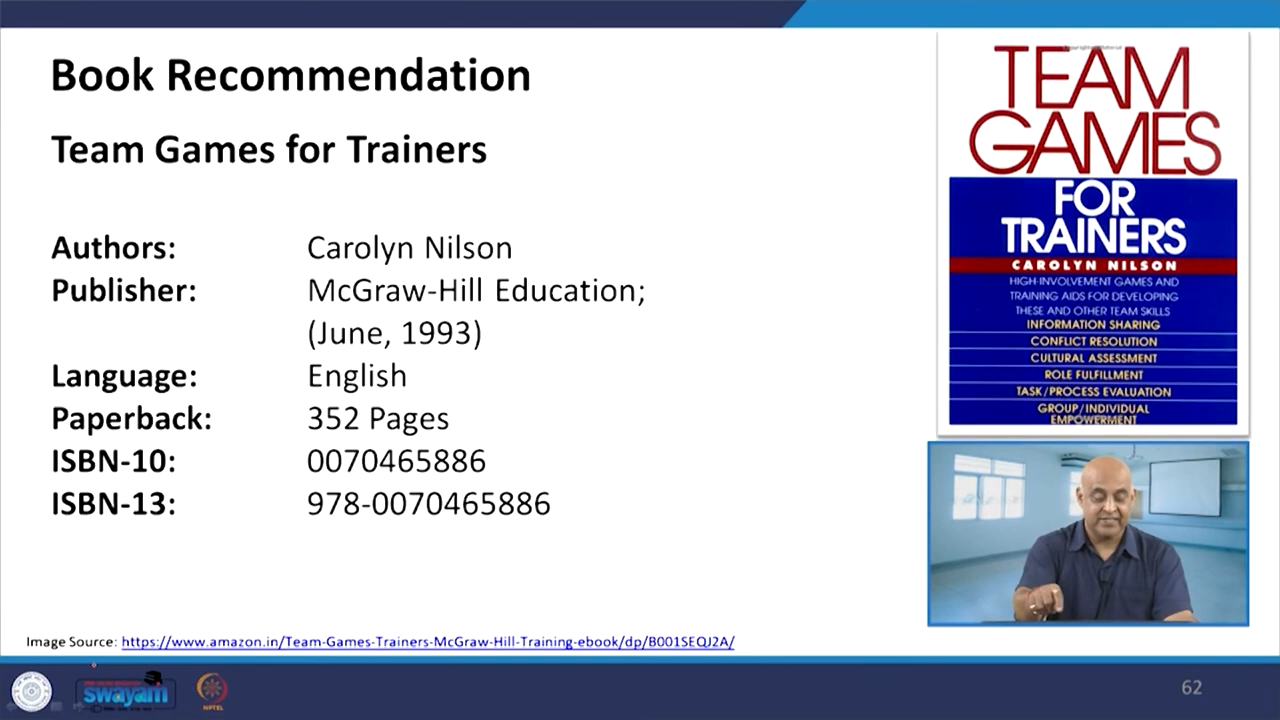 Book Recommendation
Team Games for Trainers
Authors: Carolyn Nilson
Publisher: McGraw-Hill Education;
(June, 1993)
Language: English
Paperback: 352 Pages
ISBN-10: 0070465886
ISBN-13: 978-0070465886
TEAM
GAMES
FOR
TRAINERS
CAROLYN NILSON
HIGH-INVOLVEMENT GAMES AND
TRAINING AIDS FOR DEVELOPING
THESE AND OTHER TEAM SKILLS
INFORMATION SHARING
CONFLICT RESOLUTION
CULTURAL ASSESSMENT
ROLE FULFILLMENT
TASK/PROCESS EVALUATION
GROUP/INDIVIDUAL
EMPOWERMENT
Image Source: https://www.amazon.in/Team-Games-Trainers-McGraw-Hill-Training-ebook/dp/B001SEQJ2A/
swayam
NPTEL
62